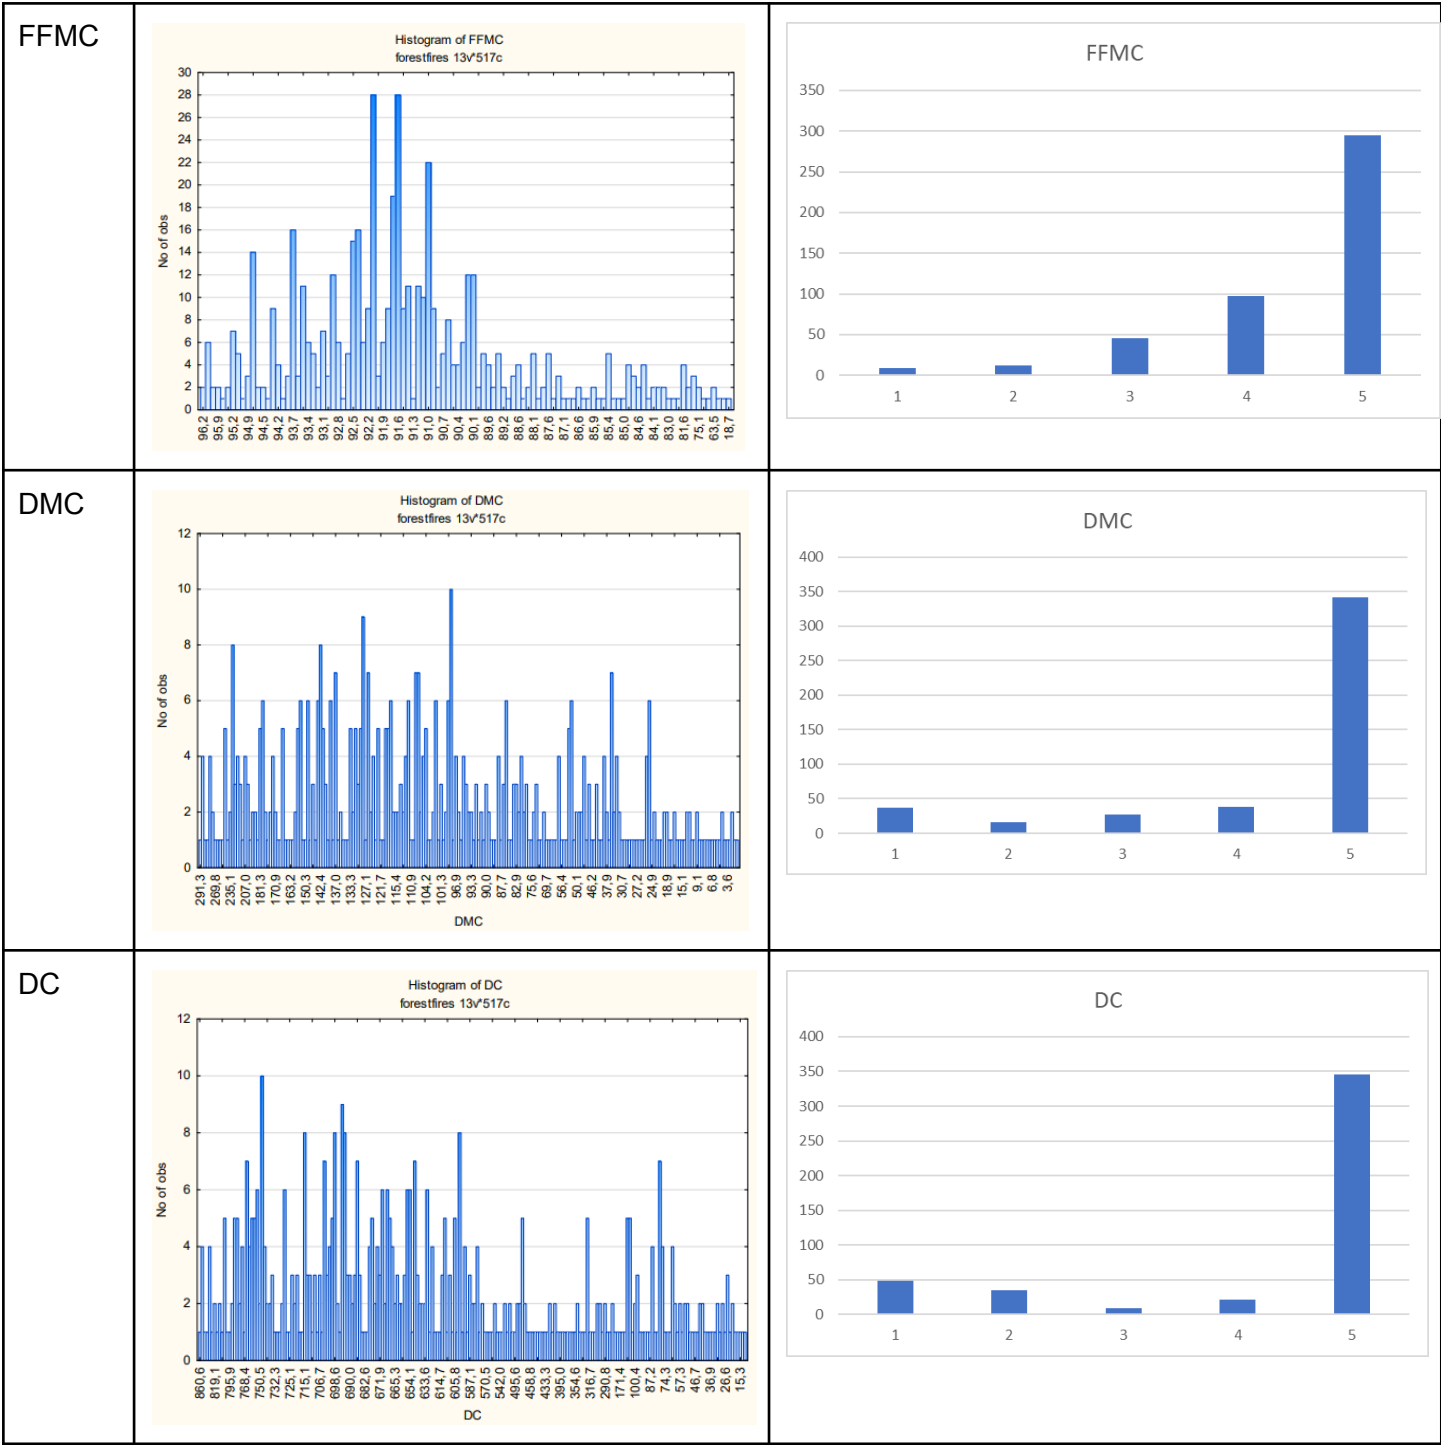 FFMC
Histogram of FFMC
forestfires 13v*517c
30
28
26
24
22
20
18
16
14
12
10
8
6
4
2
0
No of obs
96,2 95,9 95,2 94,9 94,5 94,2 93,7 93,4 93,1 92,8 92,5 92,2 91,9 91,6 91,3 91,0 90,7 90,4 90,1 89,6 89,2 88,6 88,1 87,6 87,1 86,6 85,9 85,4 85,0 84,6 84,1 83,0 81,6 75,1 63,5 18,7
FFMC
350
300
250
200
150
100
50
0
1 2 3 4 5
DMC
Histogram of DMC
forestfires 13v*517c
12
10
8
6
4
2
0
No of obs
291,3 269,8 235,1 207,0 181,3 170,9 163,2 150,3 142,4 137,0 133,3 127,1 121,7 115,4 110,9 104,2 101,3 96,9 93,3 90,0 87,7 82,9 75,6 69,7 56,4 50,1 46,2 37,9 30,7 27,2 24,9 18,9 15,1 9,1 6,8 3,6
DMC
DMC
400
350
300
250
200
150
100
50
0
1 2 3 4 5
DC
Histogram of DC
forestfires 13v*517c
12
10
8
6
4
2
0
No of obs
860,6 819,1 795,9 768,4 750,5 732,3 725,1 715,1 706,7 698,6 690,0 682,6 671,9 665,3 654,1 633,6 614,7 605,8 587,1 570,5 542,0 495,6 458,8 433,3 395,0 354,6 316,7 290,8 171,4 100,4 87,2 74,3 57,3 46,7 36,9 26,6 15,3
DC
DC
400
350
300
250
200
150
100
50
0
1 2 3 4 5